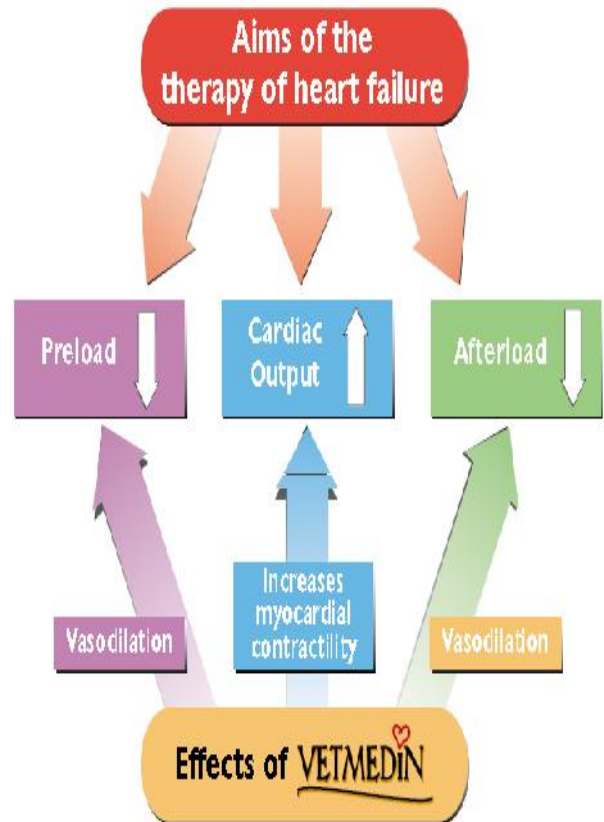 Aims of the
therapy of heart failure
Preload
Cardiac
Output
Afterload
Vasodilation
Increases
myocardial
contractility
Vasodilation
Effects of VETMEDIN